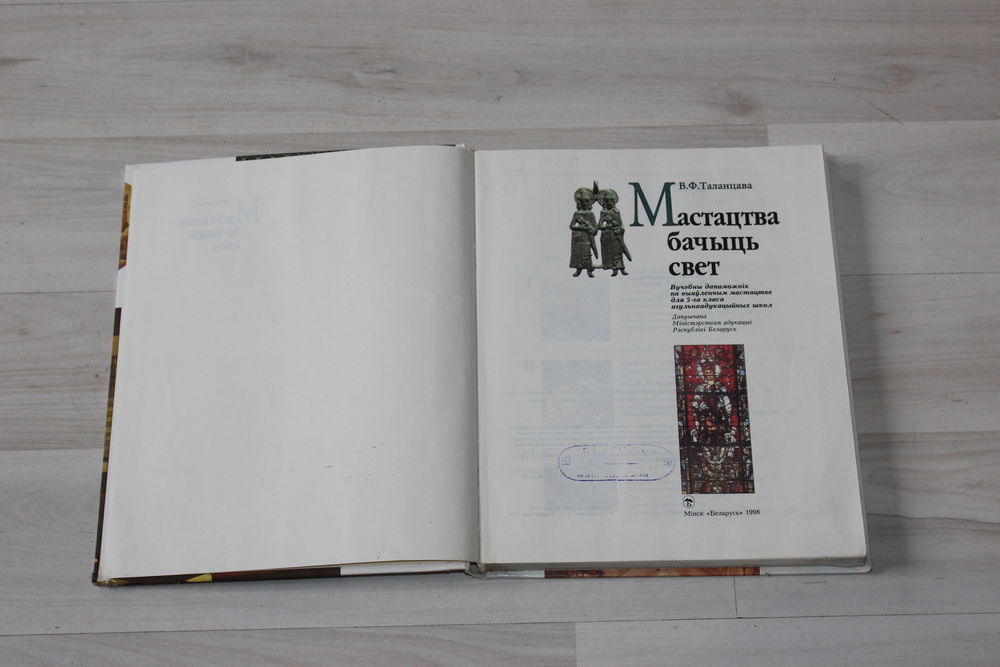 В.Ф.Таланцава
Мастацтва
бачыць
свет
Вучэбны дапаможнік
па выяўленчым мастацтве
для 5-га класа
агульнаадукацыйных школ
Дапушчана
Міністэрствам адукацыі
Рэспублікі Беларусь
Б
Мінск «Беларусь» 1998